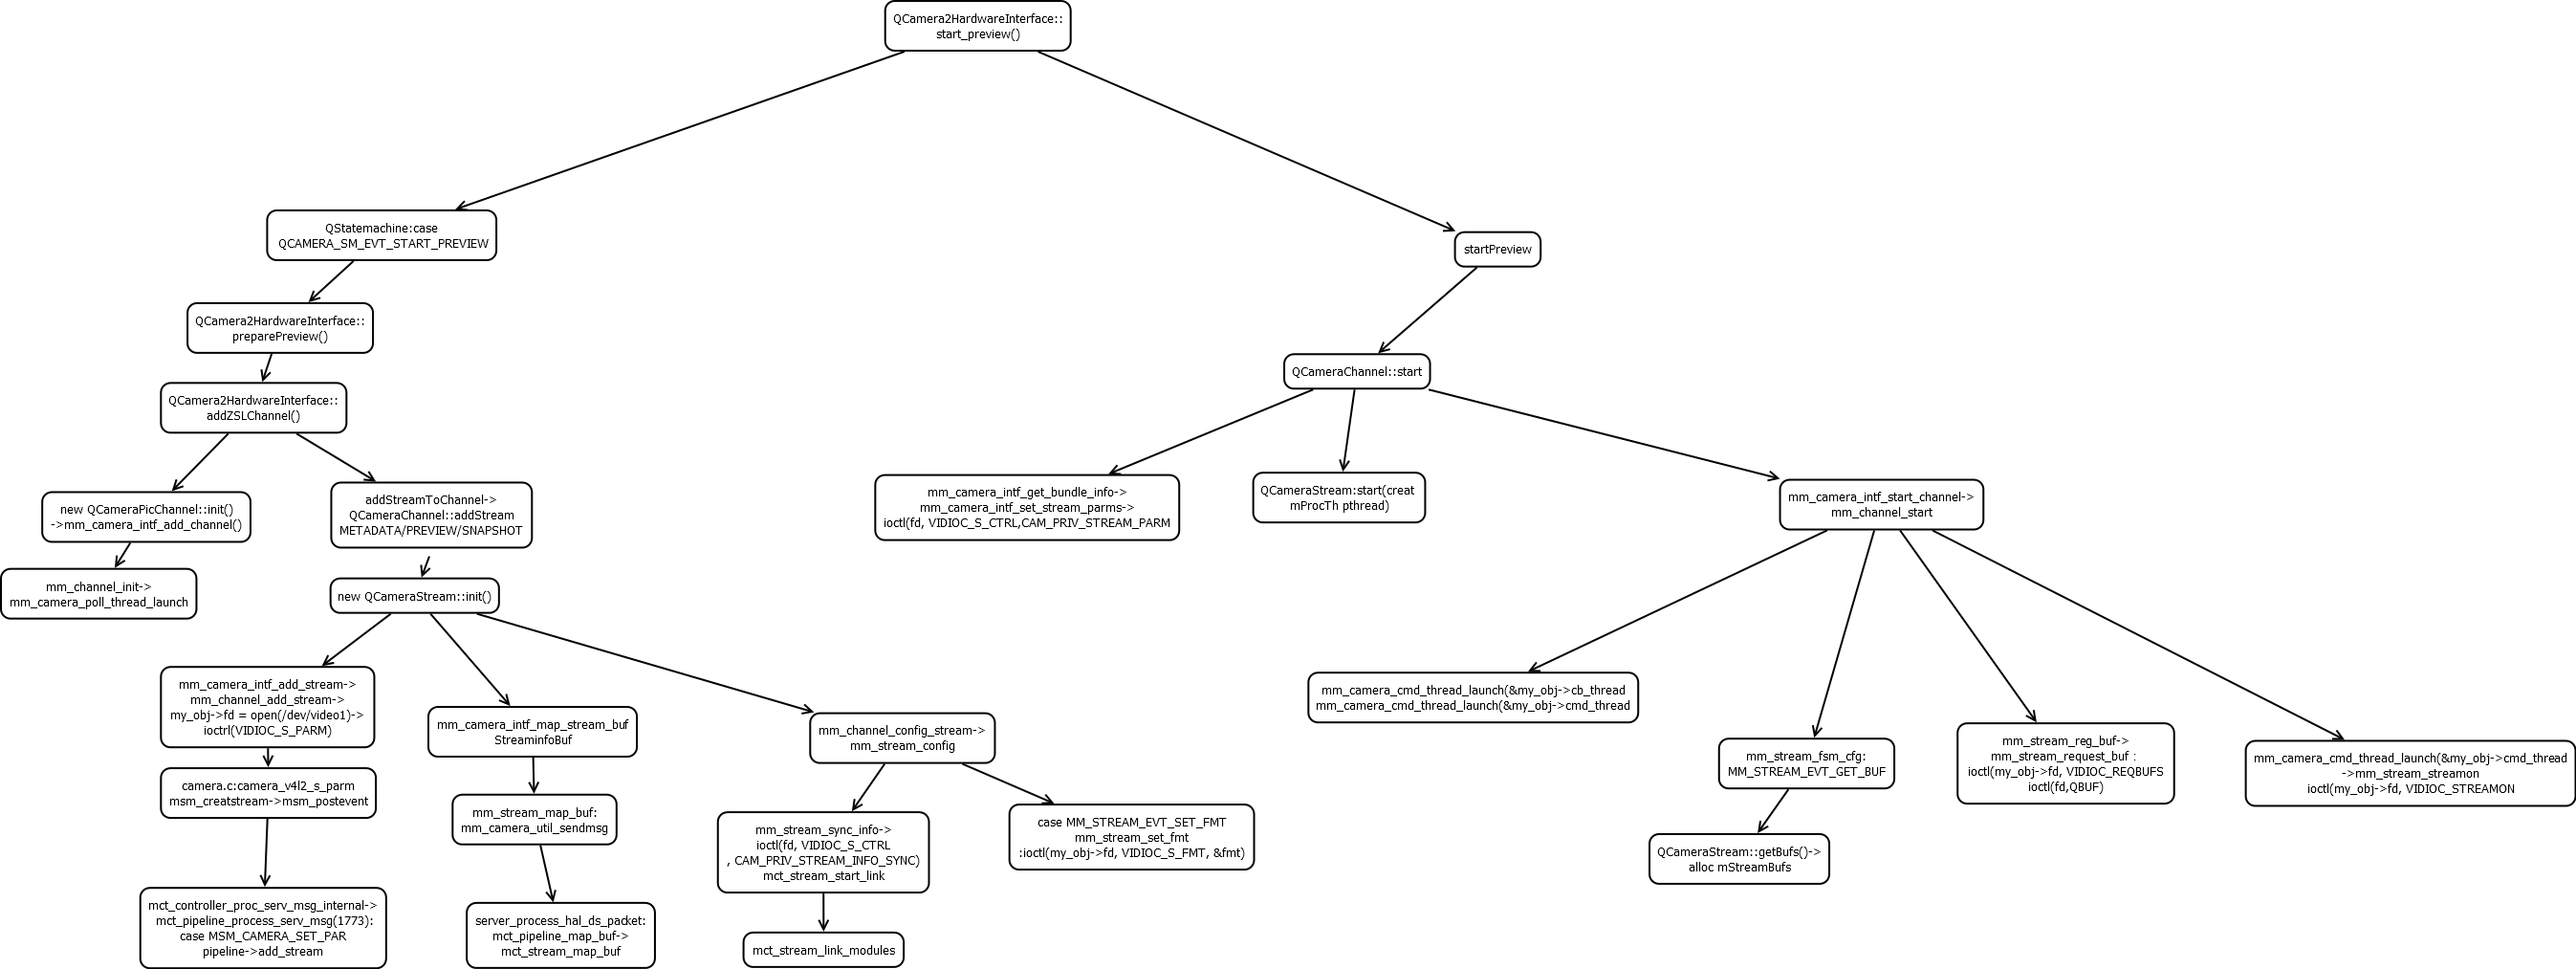 QCamera2HardwareInterface::
start_preview()
QStatemachine:case
QCAMERA_SM_EVT_START_PREVIEW
startPreview
QCamera2HardwareInterface::
preparePreview()
QCameraChannel::start
QCamera2HardwareInterface::
addZSLChannel()
new QCameraPicChannel::init()
->mm_camera_intf_add_channel()
addStreamToChannel->
QCameraChannel::addStream
METADATA/PREVIEW/SNAPSHOT
mm_camera_intf_get_bundle_info->
mm_camera_intf_set_stream_parms->
ioctl(fd, VIDIOC_S_CTRL,CAM_PRIV_STREAM_PARM
QCameraStream:start(creat
mProcTh pthread)
mm_camera_intf_start_channel->
mm_channel_start
mm_channel_init->
mm_camera_poll_thread_launch
new QCameraStream::init()
mm_camera_intf_add_stream->
mm_channel_add_stream->
my_obj->fd = open(/dev/video1)->
ioctrl(VIDIOC_S_PARM)
mm_camera_intf_map_stream_buf
StreaminfoBuf
mm_channel_config_stream->
mm_stream_config
mm_camera_cmd_thread_launch(&my_obj->cb_thread
mm_camera_cmd_thread_launch(&my_obj->cmd_thread
mm_stream_fsm_cfg:
MM_STREAM_EVT_GET_BUF
mm_stream_reg_buf->
mm_stream_request_buf :
ioctl(my_obj->fd, VIDIOC_REQBUFS
ioctl(fd,QBUF)
mm_camera_cmd_thread_launch(&my_obj->cmd_thread
->mm_stream_streamon
ioctl(my_obj->fd, VIDIOC_STREAMON
camera.c:camera_v4l2_s_parm
msm_creatstream->msm_postevent
mm_stream_map_buf:
mm_camera_util_sendmsg
mm_stream_sync_info->
ioctl(fd, VIDIOC_S_CTRL
, CAM_PRIV_STREAM_INFO_SYNC)
mct_stream_start_link
case MM_STREAM_EVT_SET_FMT
mm_stream_set_fmt
:ioctl(my_obj->fd, VIDIOC_S_FMT, &fmt)
QCameraStream::getBufs()->
alloc mStreamBufs
mct_controller_proc_serv_msg_internal->
mct_pipeline_process_serv_msg(1773):
case MSM_CAMERA_SET_PAR
pipeline->add_stream
server_process_hal_ds_packet:
mct_pipeline_map_buf->
mct_stream_map_buf
mct_stream_link_modules